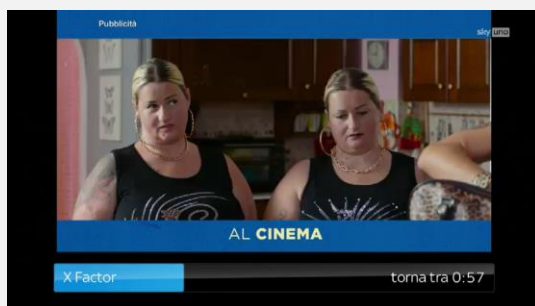 Pubblicità
sky uno
AL CINEMA
X Factor
torna tra 0:57